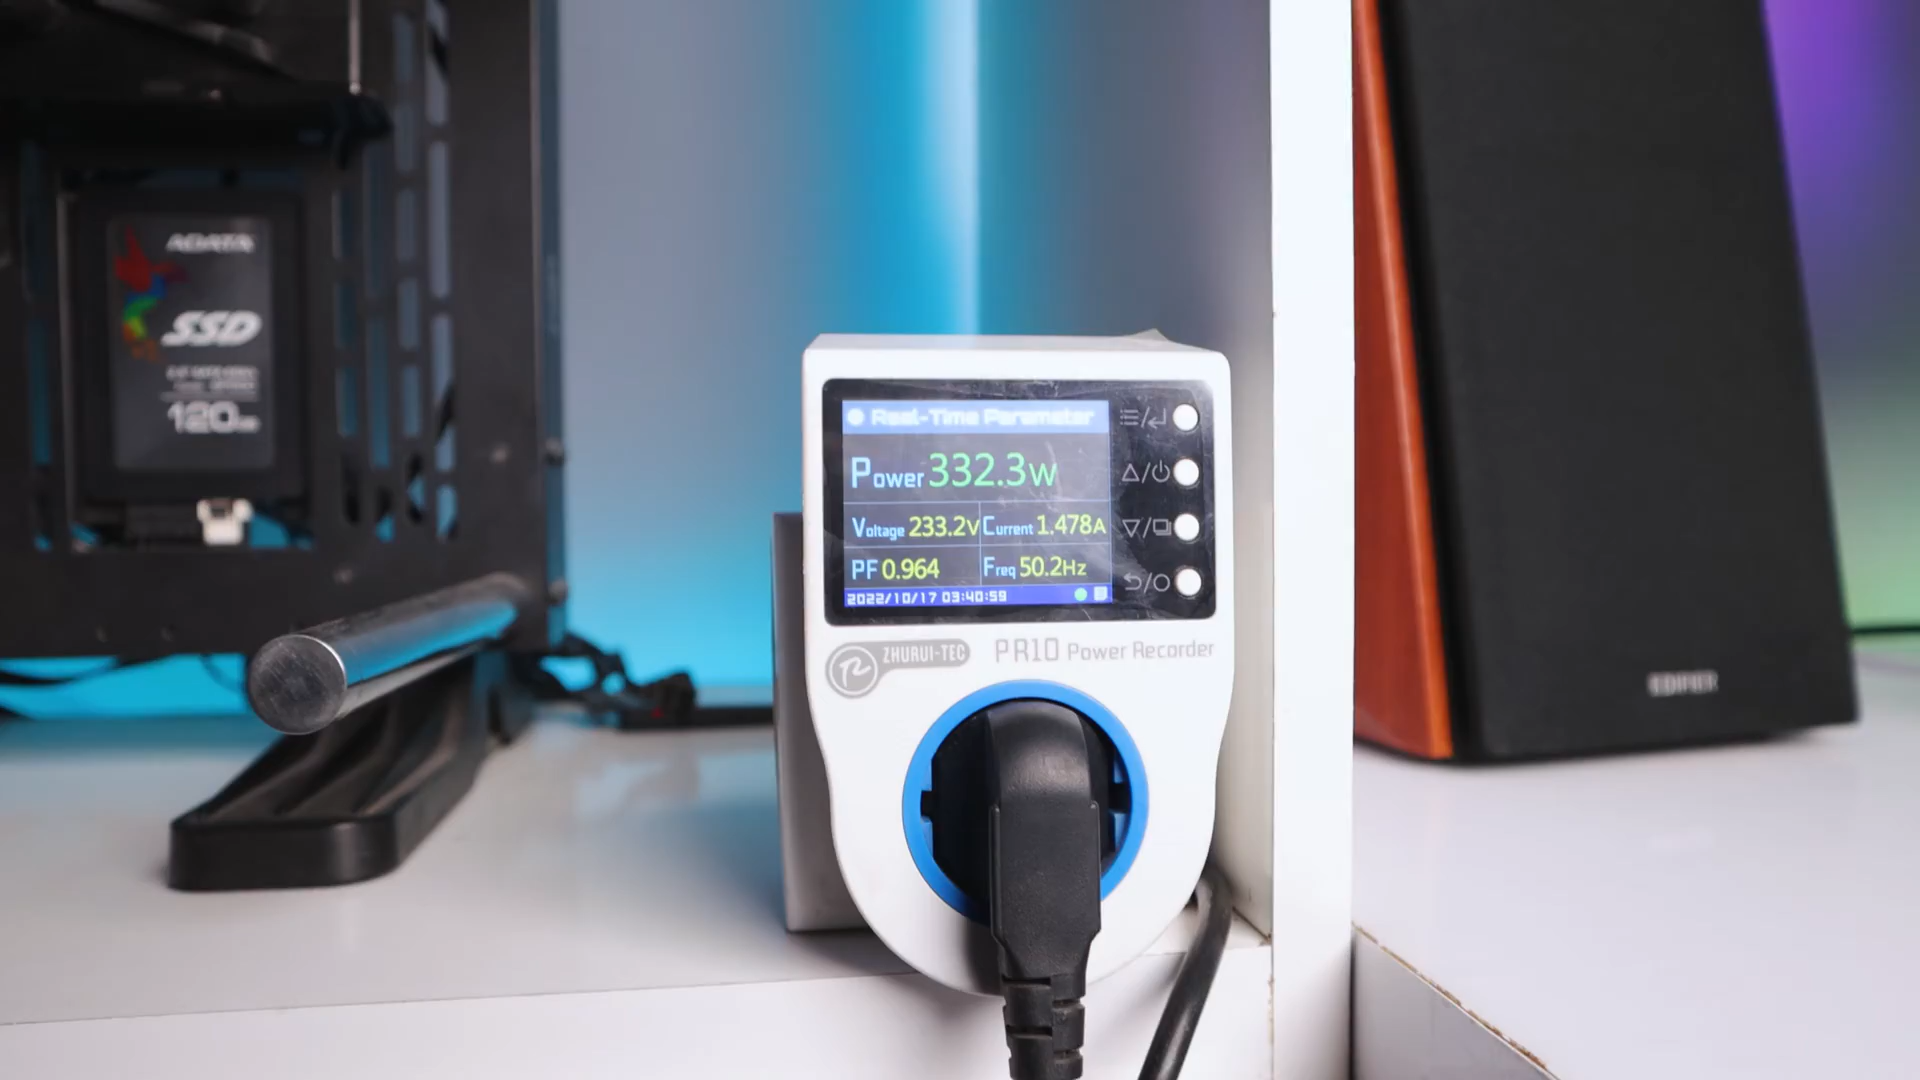 ADATA
SSD
120GB
Real-Time Parameter
Power 332.3W
Voltage 233.2V Current 1.478A
PF 0.964 Freq 50.2Hz
2022/10/17 03:40:59
ZHURUI-TEC PR10 Power Recorder
EDIFIER